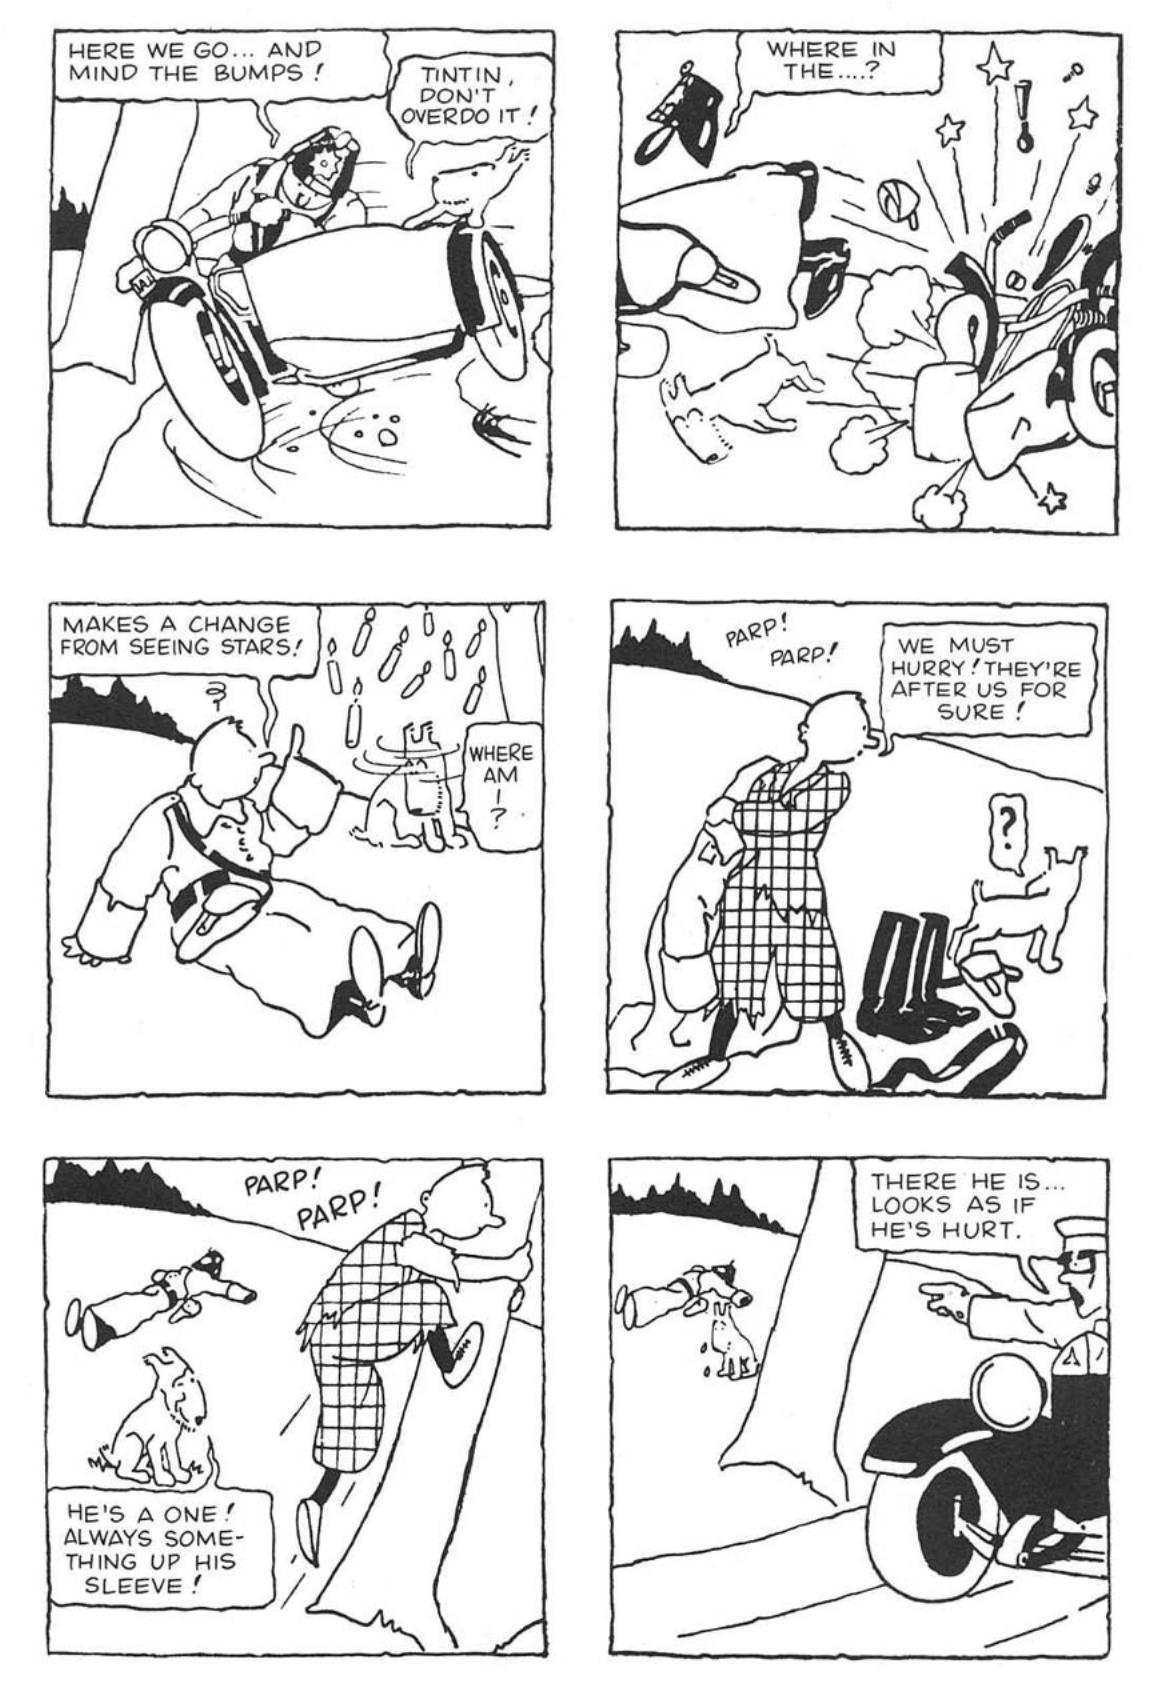 HERE WE GO... AND
MIND THE BUMPS!
TINTIN,
DON'T
OVERDO IT!
WHERE IN
THE....?
!
MAKES A CHANGE
FROM SEEING STARS!
?
WHERE
AM
I
?
PARP!
PARP!
WE MUST
HURRY! THEY'RE
AFTER US FOR
SURE!
?
PARP!
PARP!
HE'S A ONE!
ALWAYS SOME-
THING UP HIS
SLEEVE!
THERE HE IS...
LOOKS AS IF
HE'S HURT.